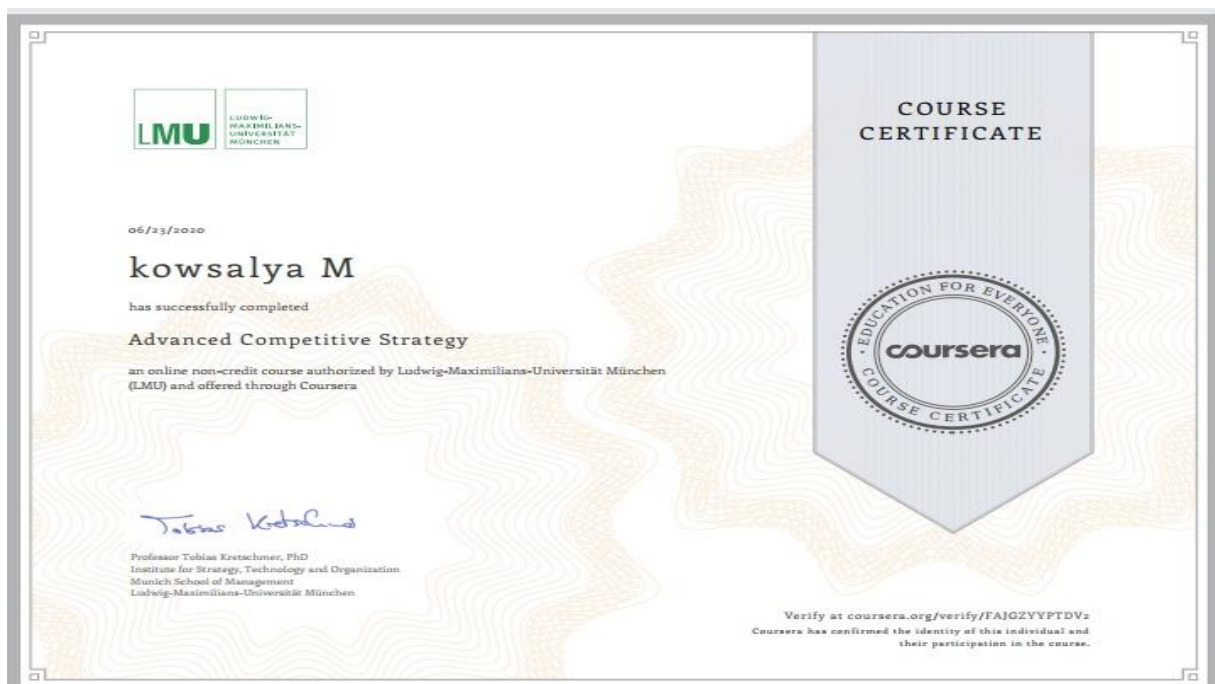 LMU
LUDWIG-
MAXIMILIANS-
UNIVERSITÄT
MÜNCHEN
COURSE
CERTIFICATE
06/23/2020
kowsalya M
has successfully completed
Advanced Competitive Strategy
an online non-credit course authorized by Ludwig-Maximilians-Universität München
(LMU) and offered through Coursera
EDUCATION FOR EVERYONE
coursera
COURSE CERTIFICATE
Tobias Kretschmer
Professor Tobias Kretschmer, PhD
Institute for Strategy, Technology and Organization
Munich School of Management
Ludwig-Maximilians-Universität München
Verify at coursera.org/verify/FAJGZYYPTDV2
Coursera has confirmed the identity of this individual and
their participation in the course.